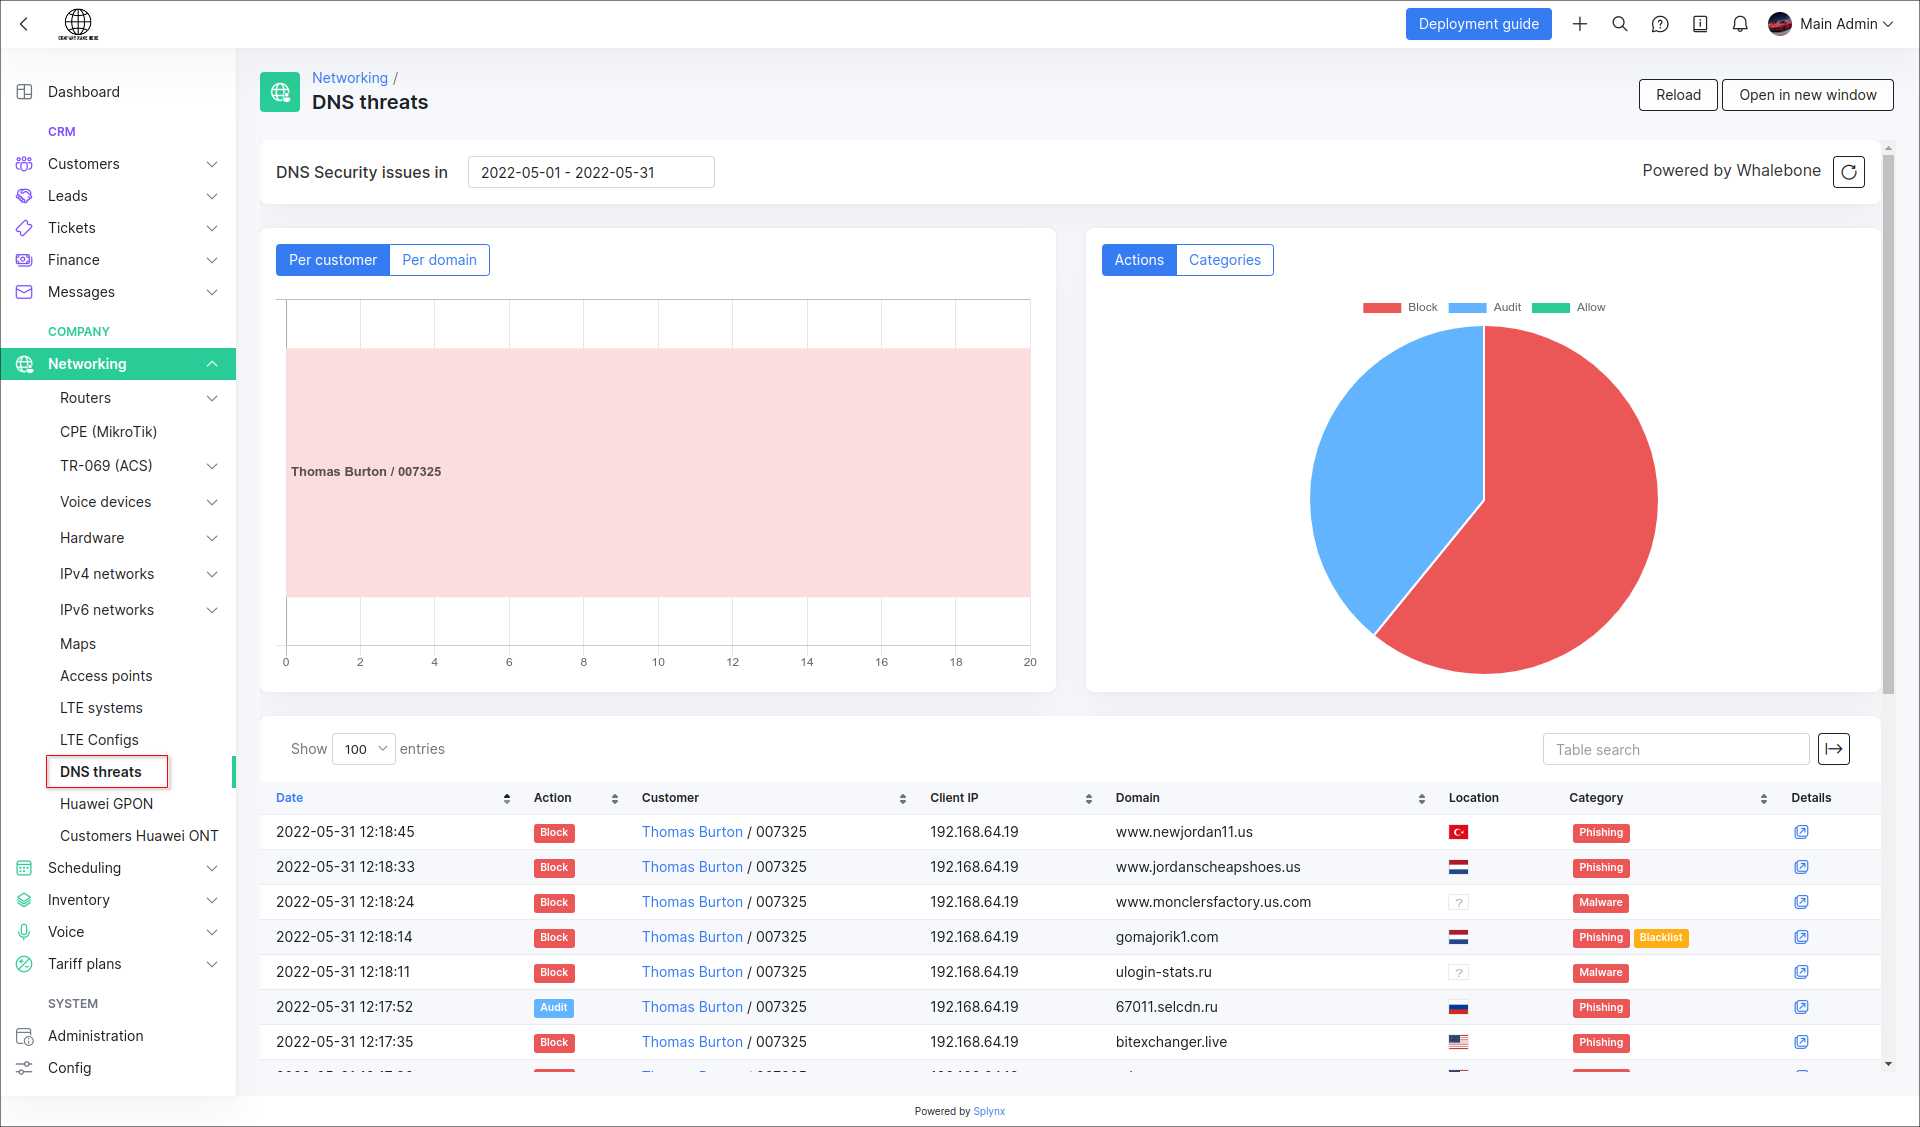 Deployment guide
Main Admin
Dashboard
CRM
Customers
Leads
Tickets
Finance
Messages
COMPANY
Networking
Routers
CPE (MikroTik)
TR-069 (ACS)
Voice devices
Hardware
IPv4 networks
IPv6 networks
Maps
Access points
LTE systems
LTE Configs
DNS threats
Huawei GPON
Customers Huawei ONT
Scheduling
Inventory
Voice
Tariff plans
SYSTEM
Administration
Config
Networking /
DNS threats
Reload Open in new window
DNS Security issues in 2022-05-01 - 2022-05-31
Powered by Whalebone
Per customer Per domain
Thomas Burton / 007325
0 2 4 6 8 10 12 14 16 18 20
Actions Categories
Block Audit Allow
Show 100 entries
Table search
Date Action Customer Client IP Domain Location Category Details
2022-05-31 12:18:45 Block Thomas Burton / 007325 192.168.64.19 www.newjordan11.us Phishing
2022-05-31 12:18:33 Block Thomas Burton / 007325 192.168.64.19 www.jordanscheapshoes.us Phishing
2022-05-31 12:18:24 Block Thomas Burton / 007325 192.168.64.19 www.monclersfactory.us.com ? Malware
2022-05-31 12:18:14 Block Thomas Burton / 007325 192.168.64.19 gomajorik1.com Phishing Blacklist
2022-05-31 12:18:11 Block Thomas Burton / 007325 192.168.64.19 ulogin-stats.ru ? Malware
2022-05-31 12:17:52 Audit Thomas Burton / 007325 192.168.64.19 67011.selcdn.ru Phishing
2022-05-31 12:17:35 Block Thomas Burton / 007325 192.168.64.19 bitexchanger.live Phishing
Powered by Splynx